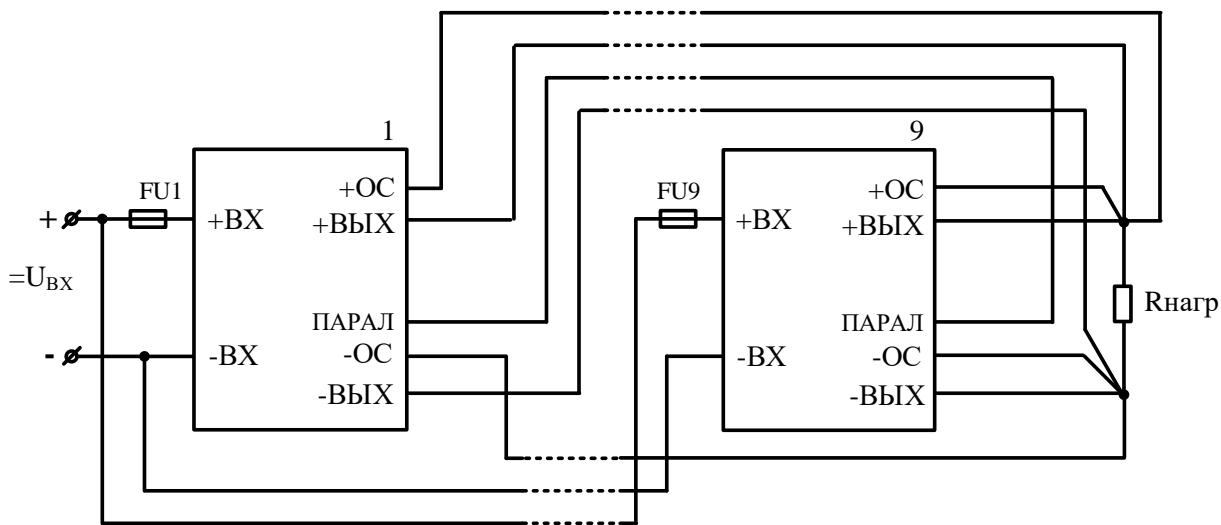 1
9
FU1
+ОС
+ВЫХ
+ВХ
ПАРАЛ
-ОС
-ВЫХ
-ВХ
+
=UВХ
-
FU9
+ОС
+ВЫХ
+ВХ
ПАРАЛ
-ОС
-ВЫХ
-ВХ
Rнагр